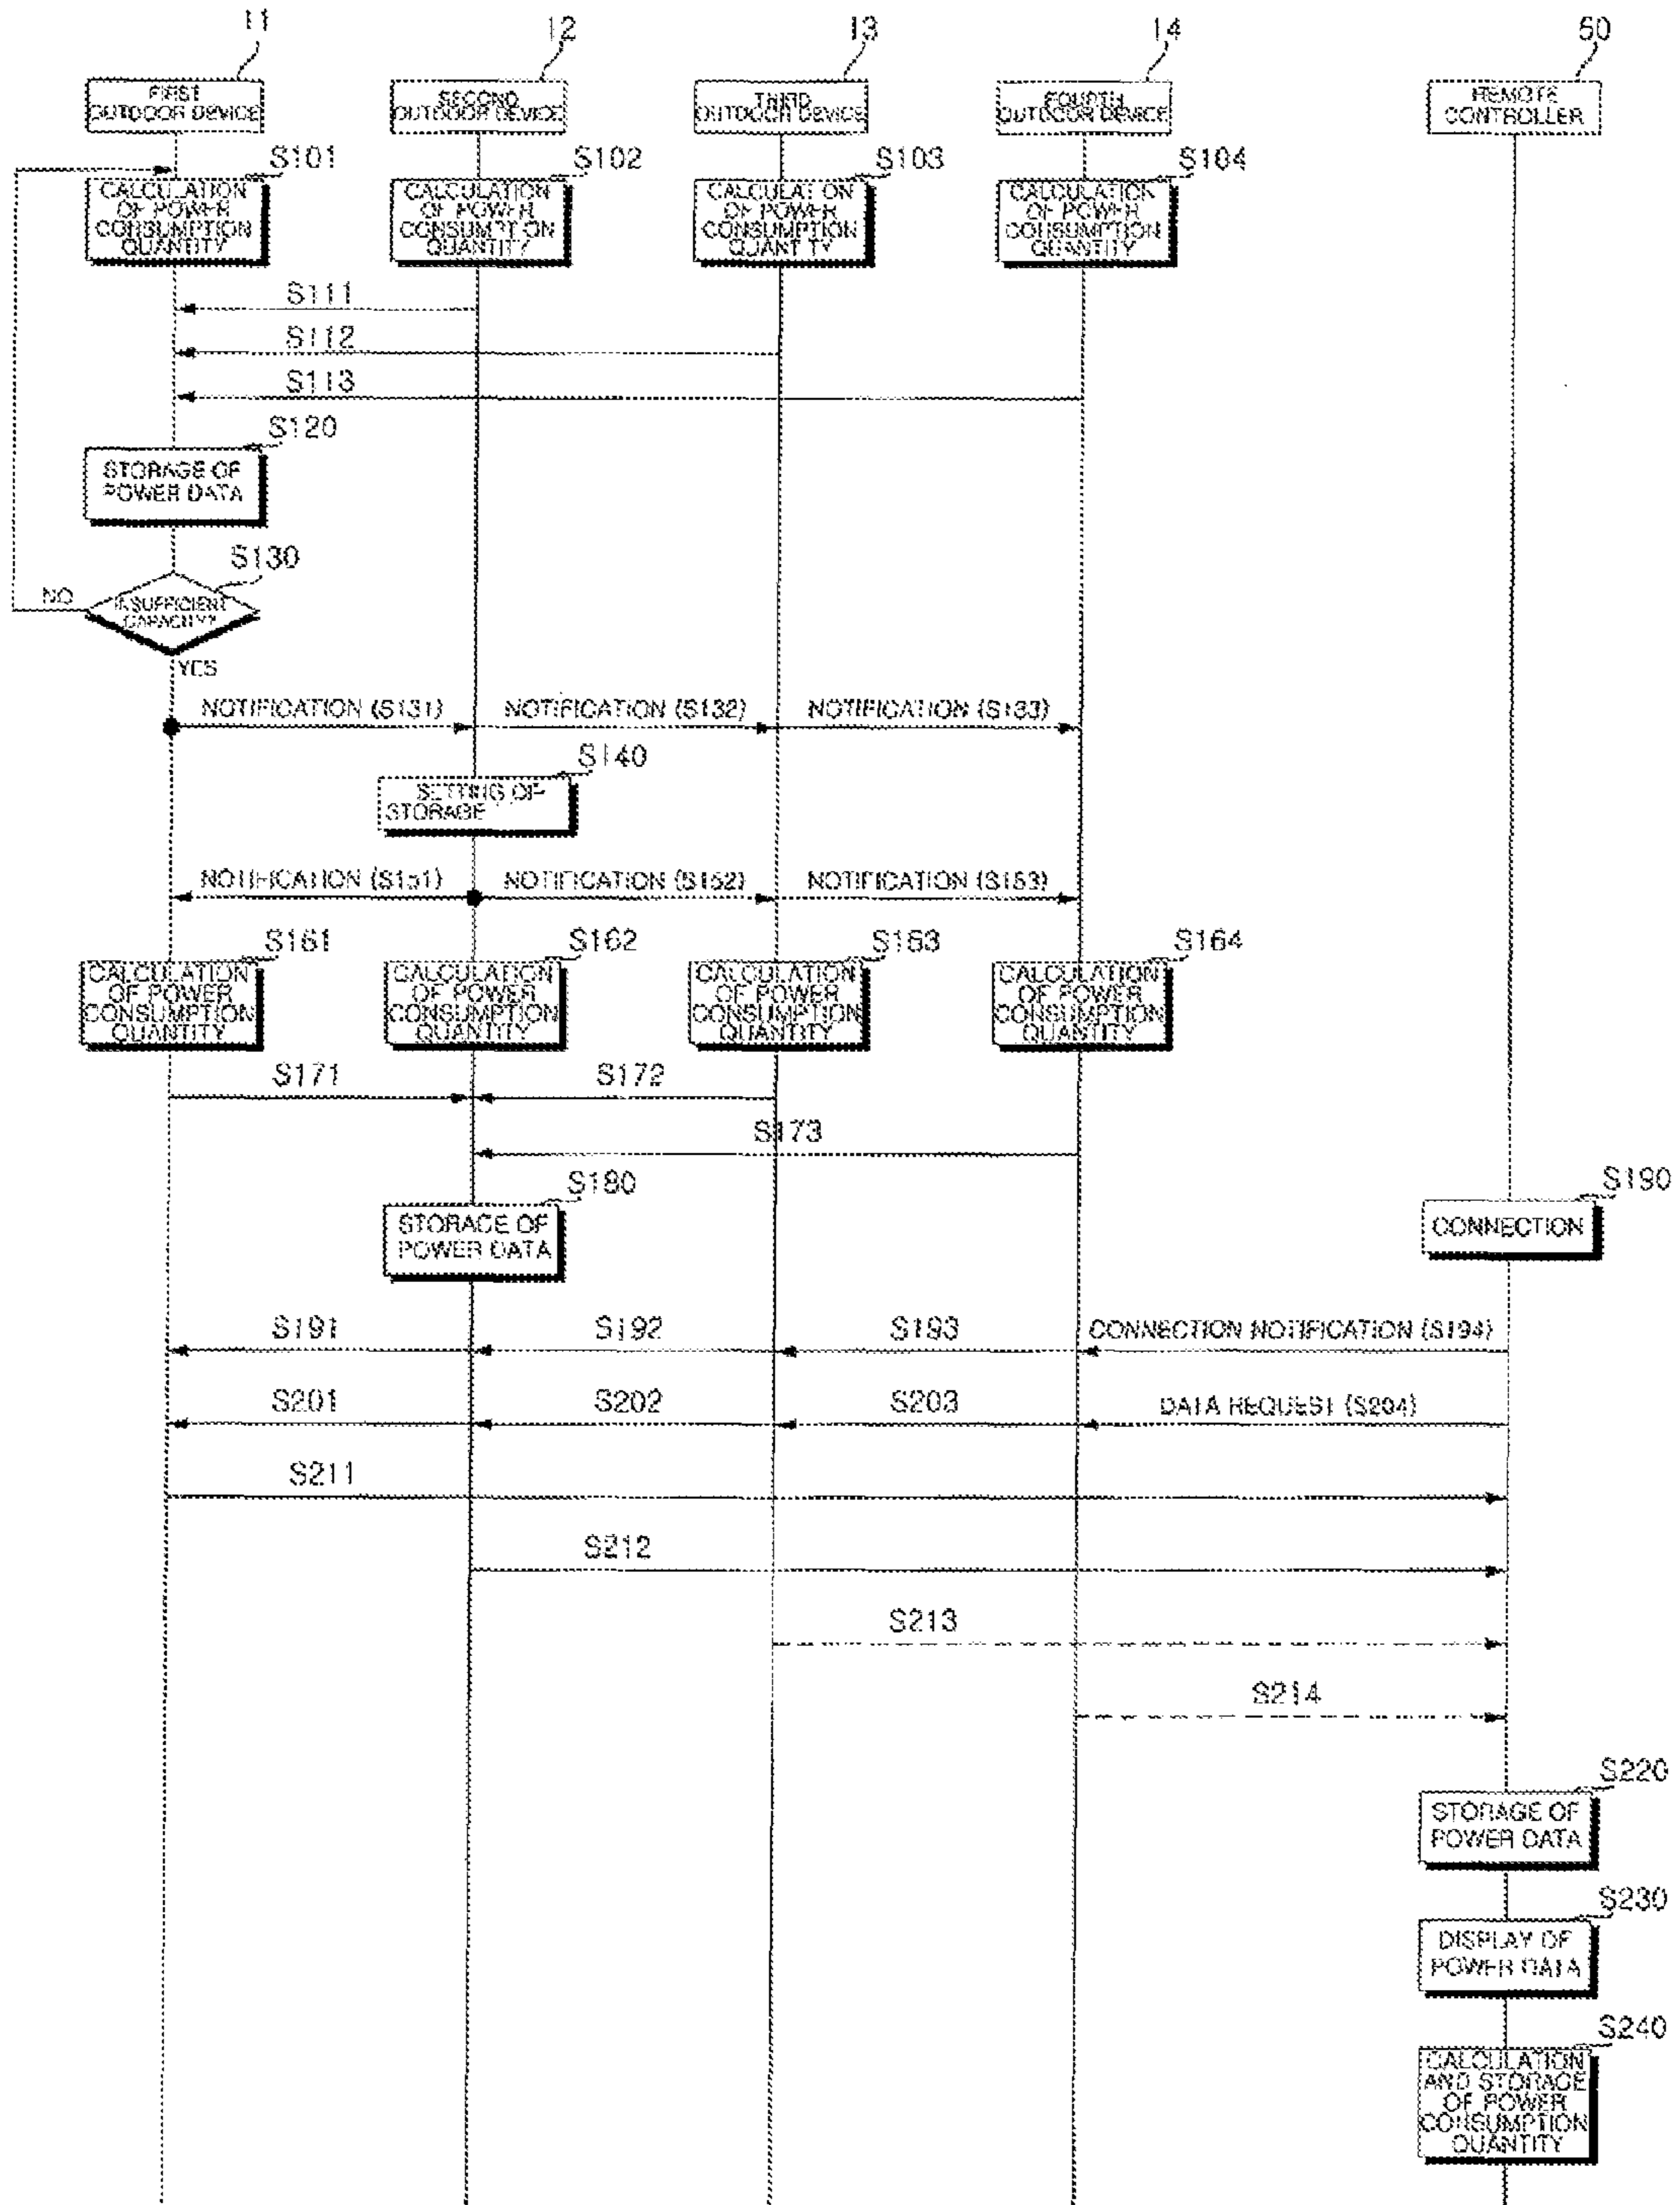 11
12
13
14
50
FIRST
OUTDOOR DEVICE
SECOND
OUTDOOR DEVICE
THIRD
OUTDOOR DEVICE
FOURTH
OUTDOOR DEVICE
REMOTE
CONTROLLER
S101
S102
S103
S104
CALCULATION
OF POWER
CONSUMPTION
QUANTITY
CALCULATION
OF POWER
CONSUMPTION
QUANTITY
CALCULATION
OF POWER
CONSUMPTION
QUANTITY
CALCULATION
OF POWER
CONSUMPTION
QUANTITY
S111
S112
S113
S120
STORAGE OF
POWER DATA
S130
NO
INSUFFICIENT
CAPACITY?
YES
NOTIFICATION (S131)
NOTIFICATION (S132)
NOTIFICATION (S133)
S140
SETTING OF
STORAGE
NOTIFICATION (S151)
NOTIFICATION (S152)
NOTIFICATION (S153)
S161
S162
S163
S164
CALCULATION
OF POWER
CONSUMPTION
QUANTITY
CALCULATION
OF POWER
CONSUMPTION
QUANTITY
CALCULATION
OF POWER
CONSUMPTION
QUANTITY
CALCULATION
OF POWER
CONSUMPTION
QUANTITY
S171
S172
S173
S180
STORAGE OF
POWER DATA
S190
CONNECTION
S191
S192
S193
CONNECTION NOTIFICATION (S194)
S201
S202
S203
DATA REQUEST (S204)
S211
S212
S213
S214
S220
STORAGE OF
POWER DATA
S230
DISPLAY OF
POWER DATA
S240
CALCULATION
AND STORAGE
OF POWER
CONSUMPTION
QUANTITY